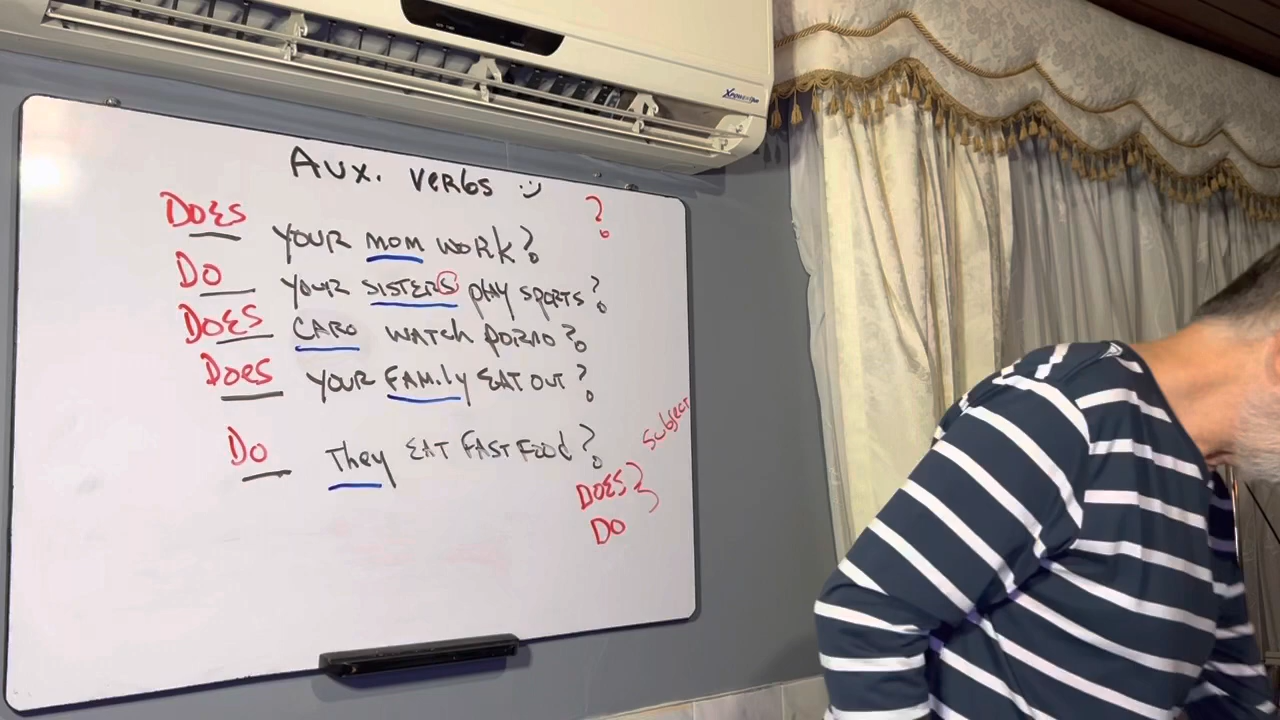 Xpower
AUX. VERBS :)
?
DOES YOUR MOM WORK?
DO YOUR SISTERS PLAY SPORTS?
DOES CARO WATCH PORNO?
DOES YOUR FAMILY EAT OUT?
DO They EAT FAST FOOD?
SUBJECT
DOES }
DO